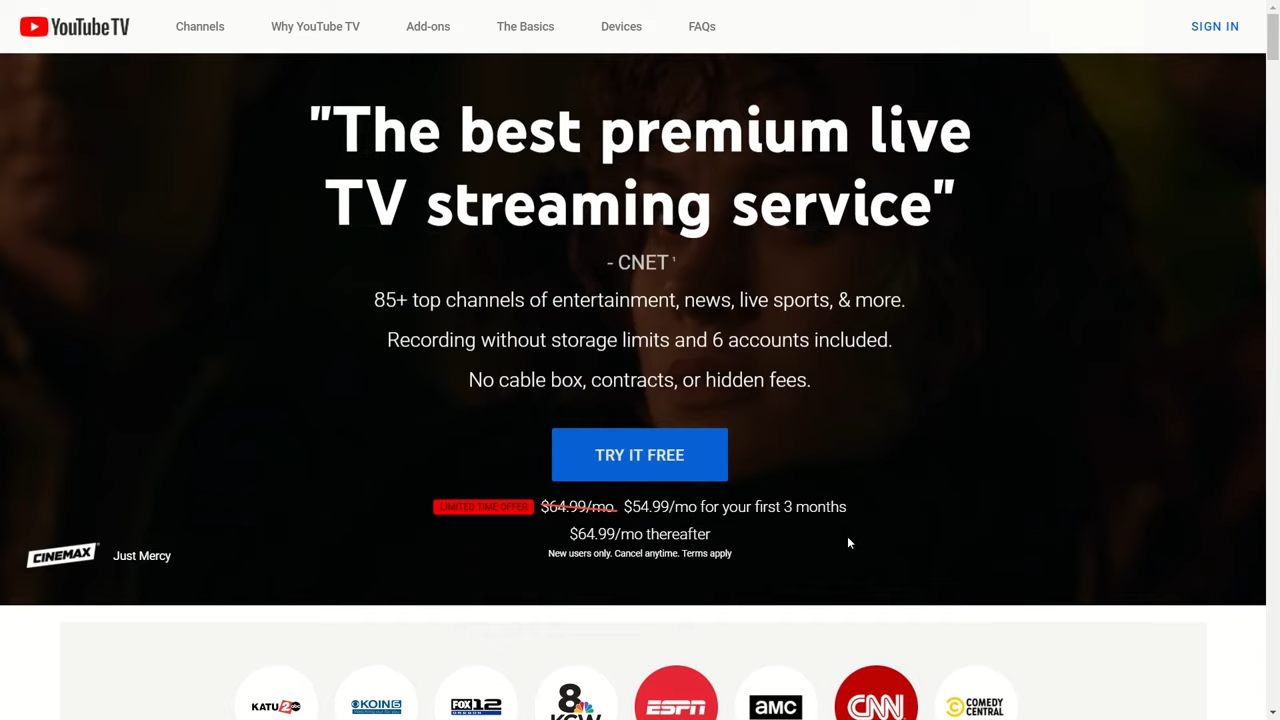 YouTube TV
Channels
Why YouTube TV
Add-ons
The Basics
Devices
FAQs
SIGN IN
"The best premium live
TV streaming service"
- CNET ¹
85+ top channels of entertainment, news, live sports, & more.
Recording without storage limits and 6 accounts included.
No cable box, contracts, or hidden fees.
TRY IT FREE
LIMITED TIME OFFER $64.99/mo. $54.99/mo for your first 3 months
$64.99/mo thereafter
New users only. Cancel anytime. Terms apply
CINEMAX Just Mercy
KATU 2 abc
KOIN 6
FOX 12 OREGON
8 KGW
ESPN
amc
CNN
COMEDY CENTRAL